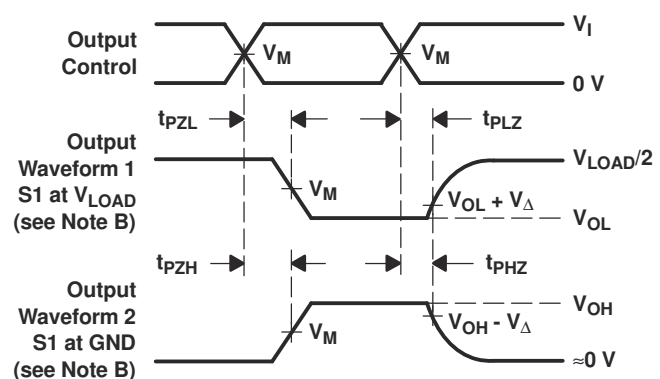 Output
Control
V_M
V_M
V_I
0 V
t_PZL
t_PLZ
Output
Waveform 1
S1 at V_LOAD
(see Note B)
V_M
V_LOAD/2
V_OL + V_Δ
V_OL
t_PZH
t_PHZ
Output
Waveform 2
S1 at GND
(see Note B)
V_M
V_OH
V_OH - V_Δ
≈0 V